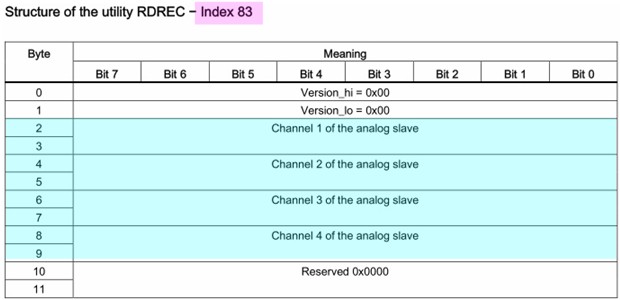 Structure of the utility RDREC – Index 83
Byte Meaning
Bit 7 Bit 6 Bit 5 Bit 4 Bit 3 Bit 2 Bit 1 Bit 0
0 Version_hi = 0x00
1 Version_lo = 0x00
2 Channel 1 of the analog slave
3
4 Channel 2 of the analog slave
5
6 Channel 3 of the analog slave
7
8 Channel 4 of the analog slave
9
10 Reserved 0x0000
11